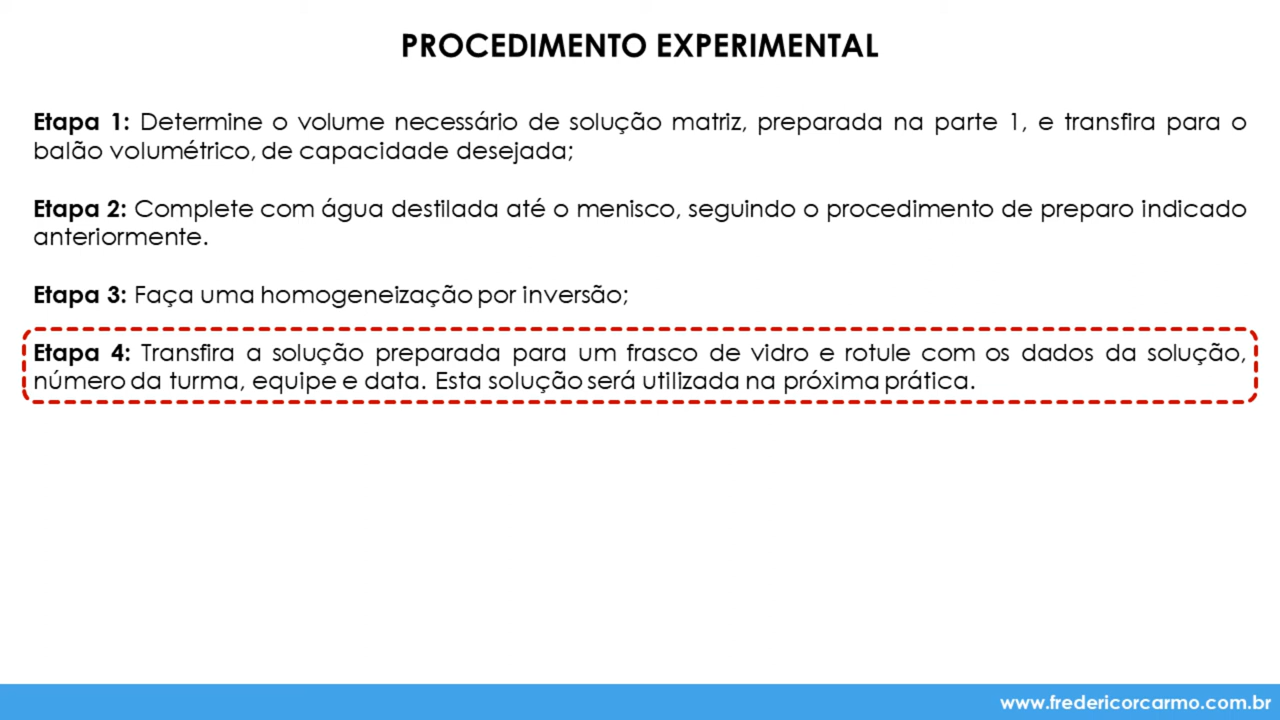 PROCEDIMENTO EXPERIMENTAL
Etapa 1: Determine o volume necessário de solução matriz, preparada na parte 1, e transfira para o
balão volumétrico, de capacidade desejada;
Etapa 2: Complete com água destilada até o menisco, seguindo o procedimento de preparo indicado
anteriormente.
Etapa 3: Faça uma homogeneização por inversão;
Etapa 4: Transfira a solução preparada para um frasco de vidro e rotule com os dados da solução,
número da turma, equipe e data. Esta solução será utilizada na próxima prática.
www.fredericorcarmo.com.br